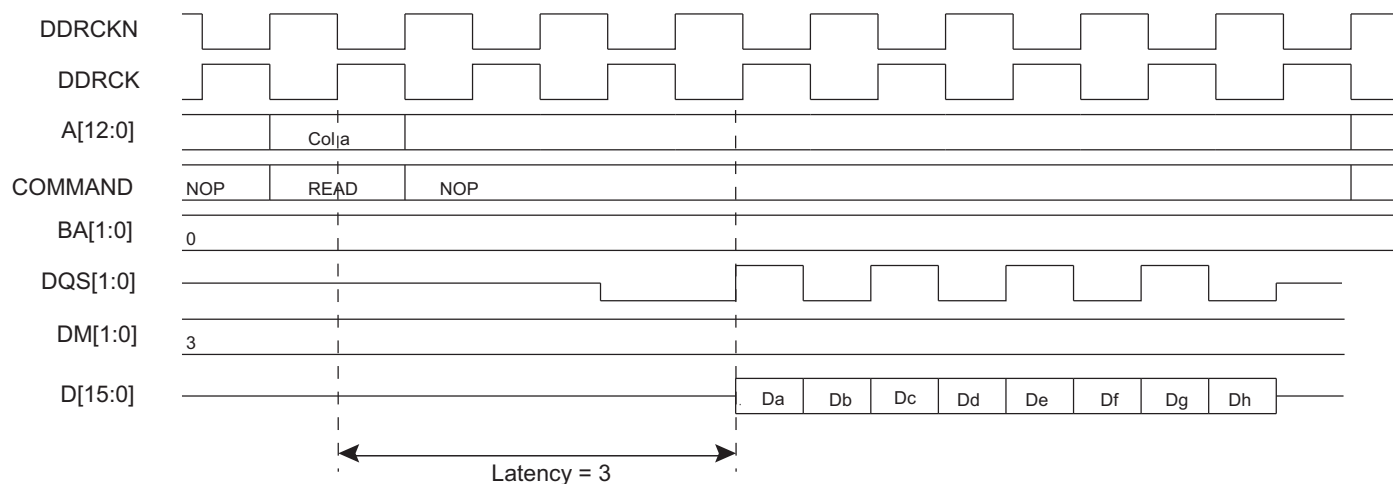 DDRCKN
DDRCK
A[12:0] Col a
COMMAND NOP READ NOP
BA[1:0] 0
DQS[1:0]
DM[1:0] 3
D[15:0] Da Db Dc Dd De Df Dg Dh
Latency = 3